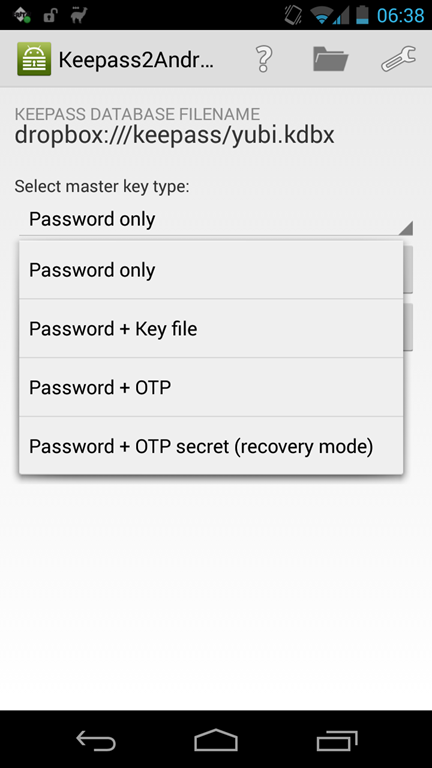 06:38
Keepass2Andr...
KEEPASS DATABASE FILENAME
dropbox:///keepass/yubi.kdbx
Select master key type:
Password only
Password only
Password + Key file
Password + OTP
Password + OTP secret (recovery mode)